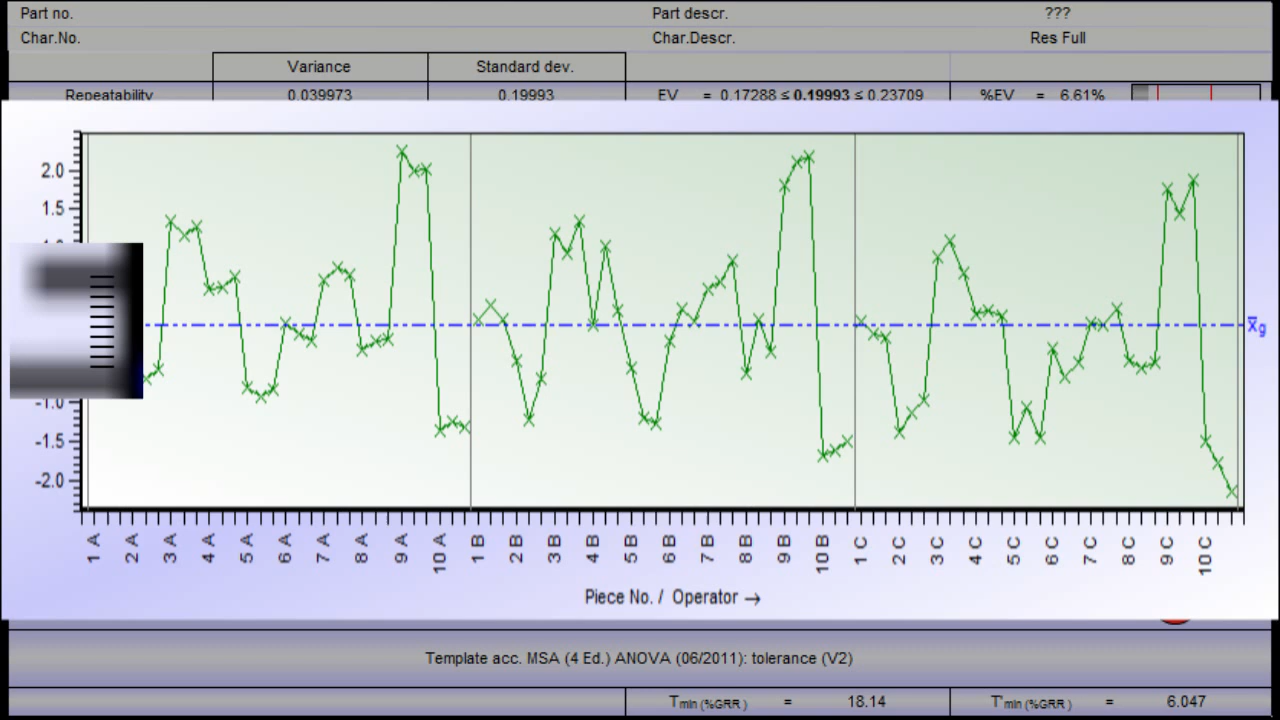 Part no. Part descr. ???
Char.No. Char.Descr. Res Full
Variance Standard dev.
Repeatability 0.039973 0.19993 EV = 0.17288 ≤ 0.19993 ≤ 0.23709 %EV = 6.61%
2.0
1.5
-1.0
-1.5
-2.0
x̿g
1 A 2 A 3 A 4 A 5 A 6 A 7 A 8 A 9 A 10 A 1 B 2 B 3 B 4 B 5 B 6 B 7 B 8 B 9 B 10 B 1 C 2 C 3 C 4 C 5 C 6 C 7 C 8 C 9 C 10 C
Piece No. / Operator →
Template acc. MSA (4 Ed.) ANOVA (06/2011): tolerance (V2)
Tmin (%GRR) = 18.14 T'min (%GRR) = 6.047